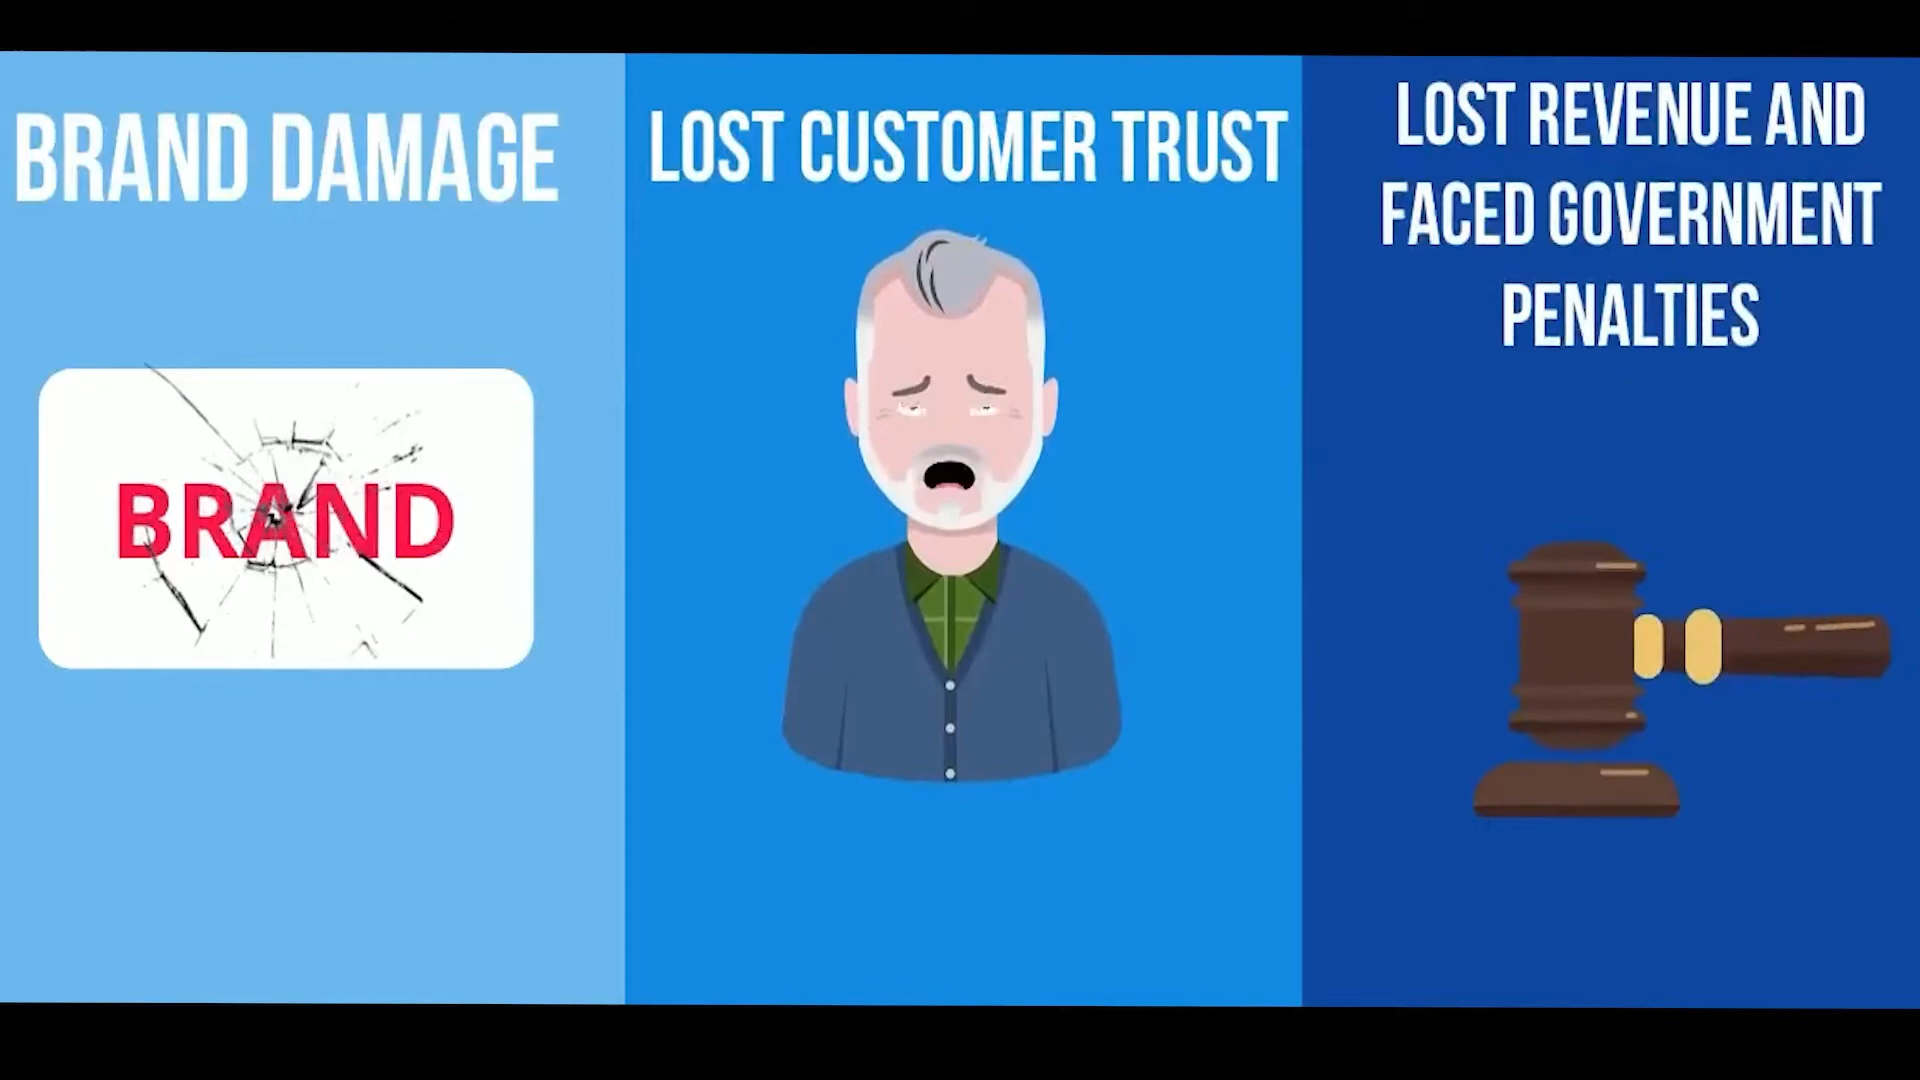 BRAND DAMAGE
BRAND
LOST CUSTOMER TRUST
LOST REVENUE AND
FACED GOVERNMENT
PENALTIES